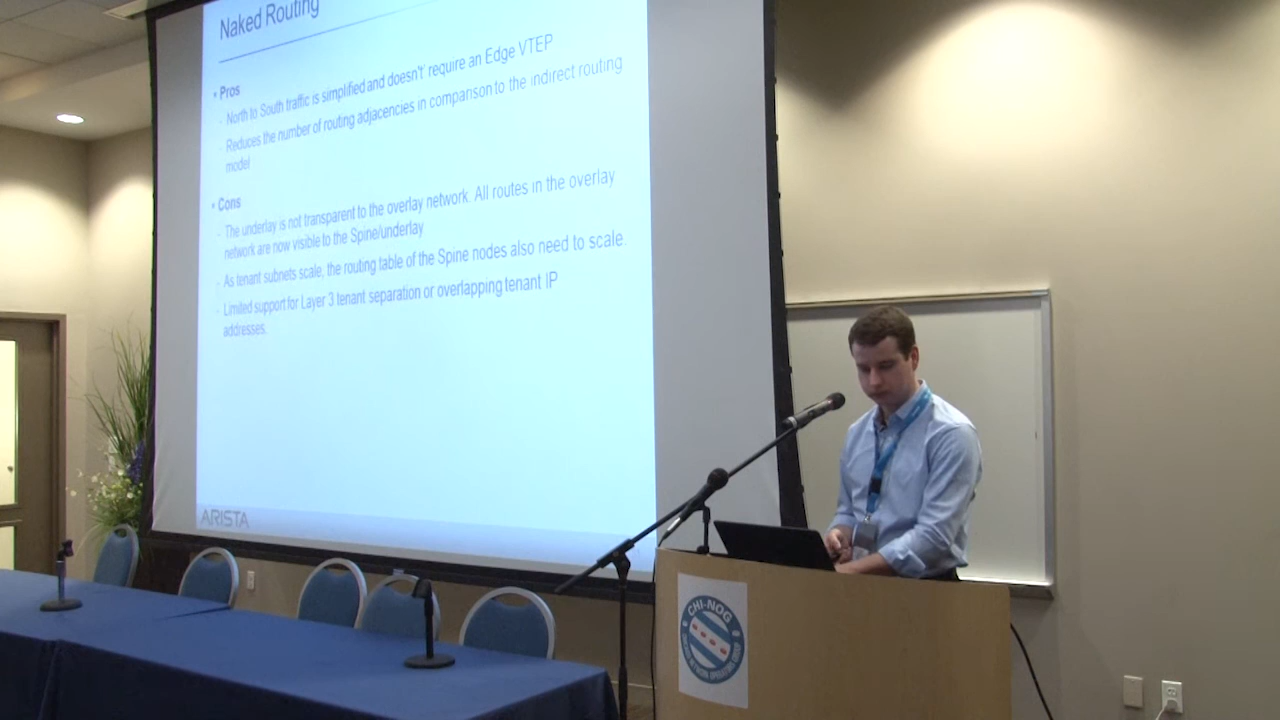 Naked Routing
• Pros
- North to South traffic is simplified and doesn't' require an Edge VTEP
- Reduces the number of routing adjacencies in comparison to the indirect routing
model
• Cons
- The underlay is not transparent to the overlay network. All routes in the overlay
network are now visible to the Spine/underlay
- As tenant subnets scale, the routing table of the Spine nodes also need to scale.
- Limited support for Layer 3 tenant separation or overlapping tenant IP
addresses.
ARISTA
CHI-NOG